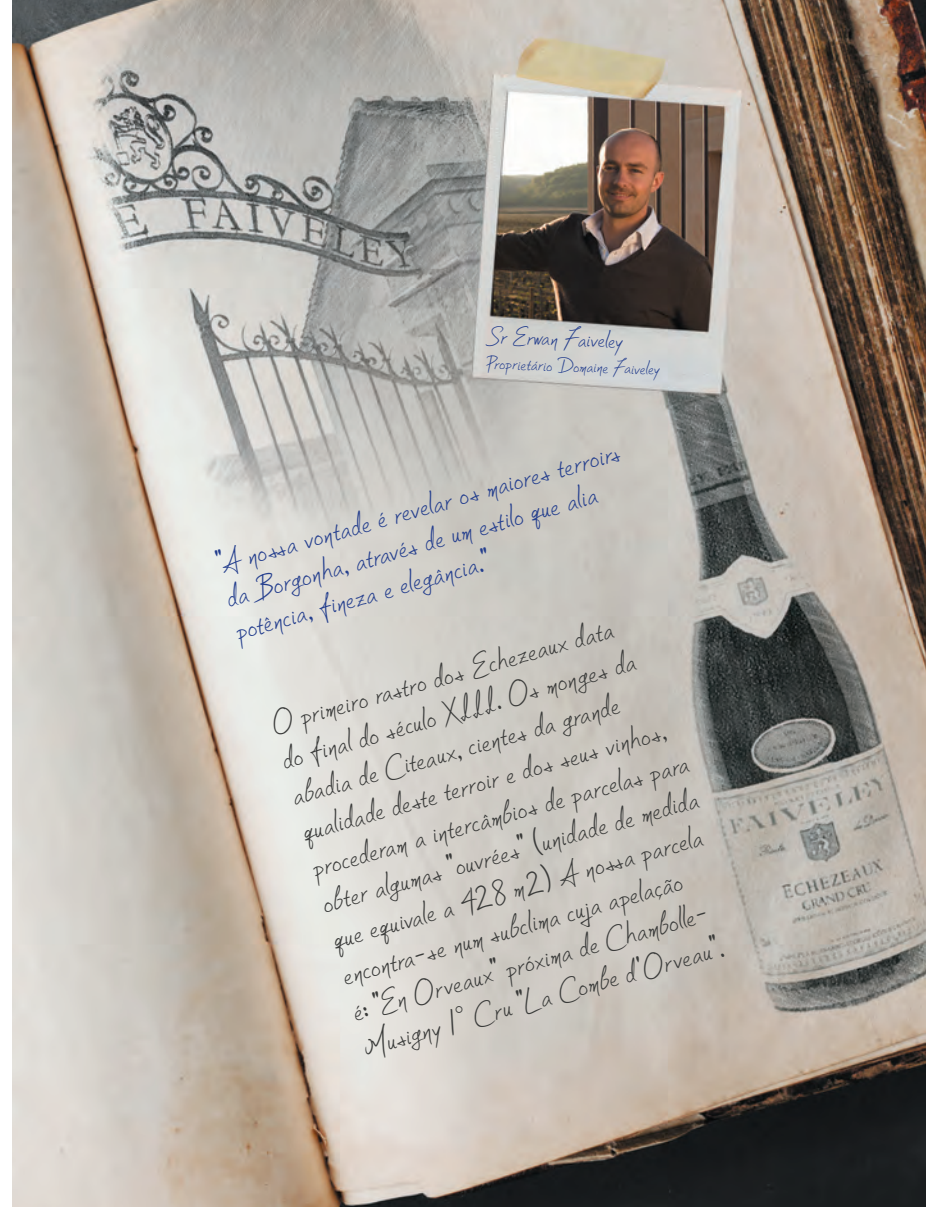 E FAIVELEY
Sr Erwan Faiveley
Proprietário Domaine Faiveley
"A nossa vontade é revelar os maiores terroirs
da Borgonha, através de um estilo que alia
potência, fineza e elegância."
O primeiro rastro dos Echezeaux data
do final do século XIII. Os monges da
abadia de Citeaux, cientes da grande
qualidade deste terroir e dos seus vinhos,
procederam a intercâmbios de parcelas para
obter algumas "ouvrées" (unidade de medida
que equivale a 428 m2) A nossa parcela
encontra-se num subclima cuja apelação
é: "En Orveaux" próxima de Chambolle-
Musigny 1° Cru "La Combe d'Orveau".
FAIVELEY
ECHEZEAUX
GRAND CRU